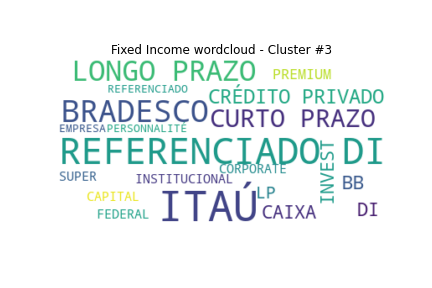 Fixed Income wordcloud - Cluster #3
LONGO PRAZO
PREMIUM
REFERENCIADO
CRÉDITO PRIVADO
BRADESCO
CURTO PRAZO
EMPRESA
PERSONNALITÉ
REFERENCIADO DI
CORPORATE
INVEST
SUPER
INSTITUCIONAL
BB
CAPITAL
ITAÚ
LP
CAIXA
DI
FEDERAL